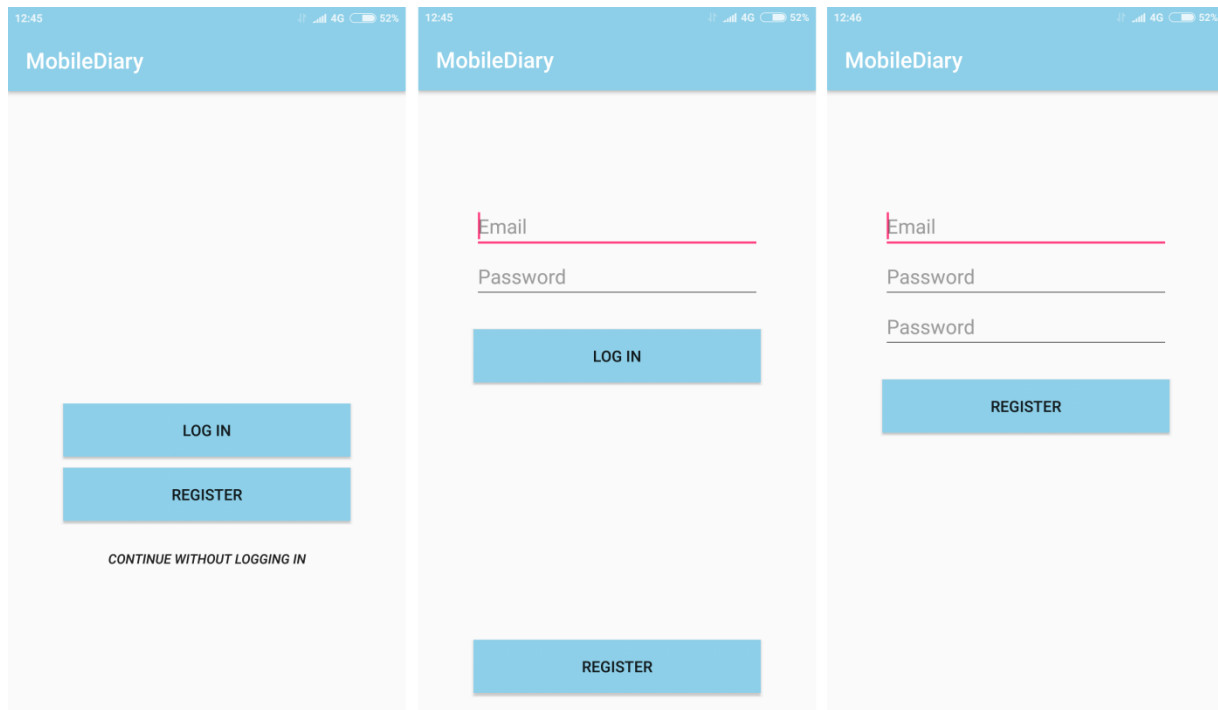 12:45 4G 52%
MobileDiary
LOG IN
REGISTER
CONTINUE WITHOUT LOGGING IN
12:45 4G 52%
MobileDiary
Email
Password
LOG IN
REGISTER
12:46 4G 52%
MobileDiary
Email
Password
Password
REGISTER